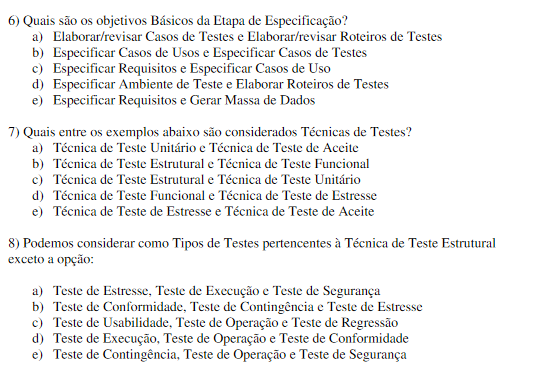 6) Quais são os objetivos Básicos da Etapa de Especificação?
a) Elaborar/revisar Casos de Testes e Elaborar/revisar Roteiros de Testes
b) Especificar Casos de Usos e Especificar Casos de Testes
c) Especificar Requisitos e Especificar Casos de Uso
d) Especificar Ambiente de Teste e Elaborar Roteiros de Testes
e) Especificar Requisitos e Gerar Massa de Dados
7) Quais entre os exemplos abaixo são considerados Técnicas de Testes?
a) Técnica de Teste Unitário e Técnica de Teste de Aceite
b) Técnica de Teste Estrutural e Técnica de Teste Funcional
c) Técnica de Teste Estrutural e Técnica de Teste Unitário
d) Técnica de Teste Funcional e Técnica de Teste de Estresse
e) Técnica de Teste de Estresse e Técnica de Teste de Aceite
8) Podemos considerar como Tipos de Testes pertencentes à Técnica de Teste Estrutural
exceto a opção:
a) Teste de Estresse, Teste de Execução e Teste de Segurança
b) Teste de Conformidade, Teste de Contingência e Teste de Estresse
c) Teste de Usabilidade, Teste de Operação e Teste de Regressão
d) Teste de Execução, Teste de Operação e Teste de Conformidade
e) Teste de Contingência, Teste de Operação e Teste de Segurança